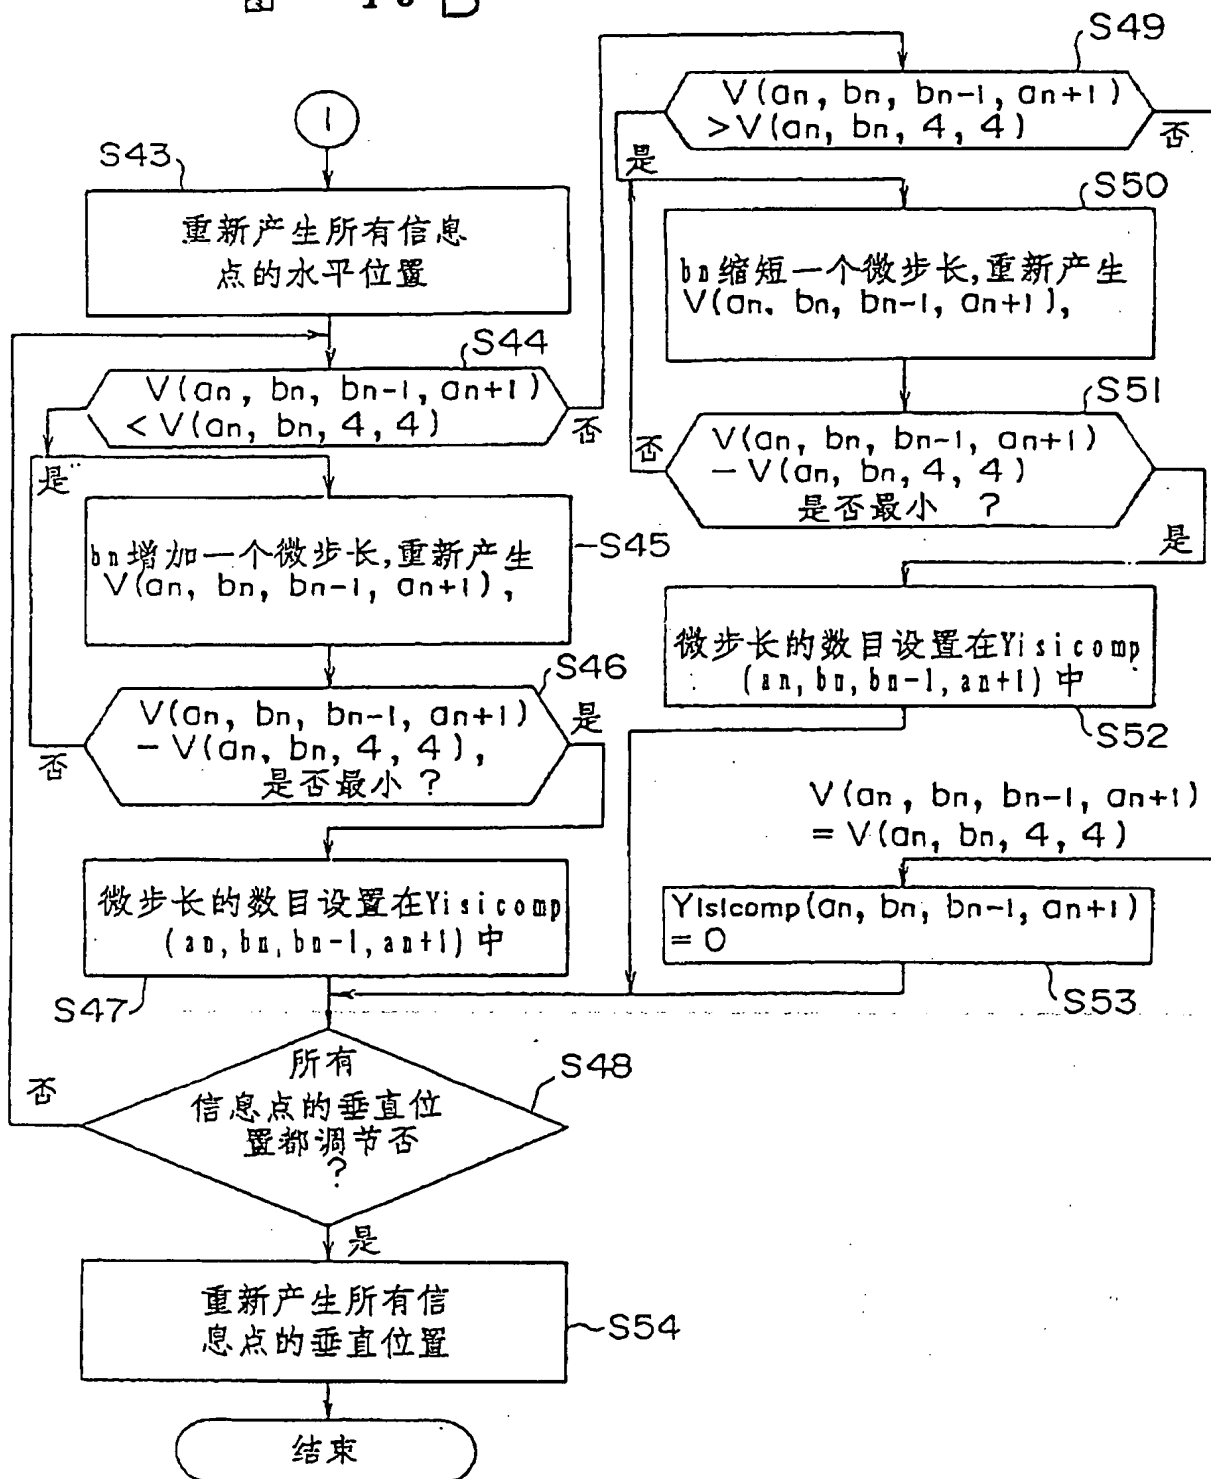 1
S43
重新产生所有信息
点的水平位置
S44
V(an, bn, bn-1, an+1)
< V(an, bn, 4, 4)
否
是
bn增加一个微步长,重新产生
V(an, bn, bn-1, an+1),
S45
S46
V(an, bn, bn-1, an+1)
- V(an, bn, 4, 4),
是否最小 ?
是
否
微步长的数目设置在Yisicomp
(an,bn,bn-1,an+1)中
S47
所有
信息点的垂直位
置都调节否
?
S48
否
是
重新产生所有信
息点的垂直位置
S54
结束
S49
V(an, bn, bn-1, an+1)
>V(an, bn, 4, 4)
否
是
S50
bn缩短一个微步长,重新产生
V(an. bn, bn-1, an+1),
S51
V(an, bn, bn-1, an+1)
- V(an, bn, 4, 4)
是否最小 ?
否
是
微步长的数目设置在Yisicomp
(an,bn,bn-1,an+1)中
S52
V(an, bn, bn-1, an+1)
= V(an, bn, 4, 4)
Yisicomp(an, bn, bn-1, an+1)
= 0
S53